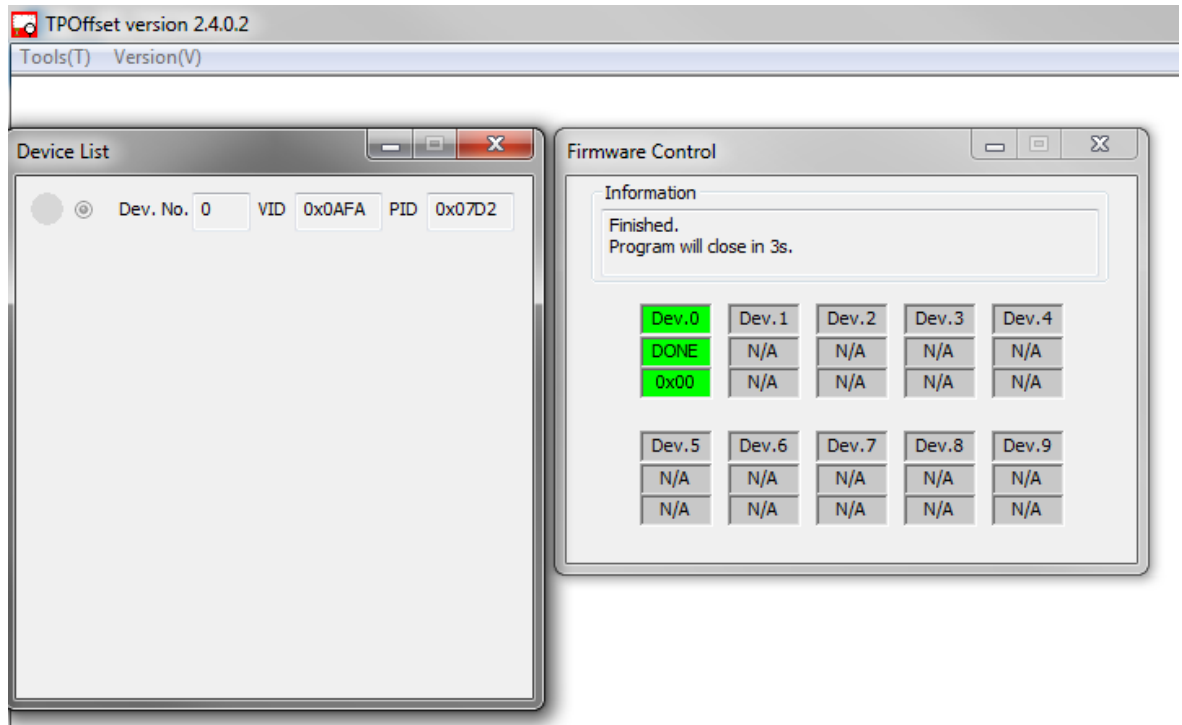 TPOffset version 2.4.0.2
Tools(T) Version(V)
Device List
Dev. No. 0 VID 0x0AFA PID 0x07D2
Firmware Control
Information
Finished.
Program will close in 3s.
Dev.0 Dev.1 Dev.2 Dev.3 Dev.4
DONE N/A N/A N/A N/A
0x00 N/A N/A N/A N/A
Dev.5 Dev.6 Dev.7 Dev.8 Dev.9
N/A N/A N/A N/A N/A
N/A N/A N/A N/A N/A